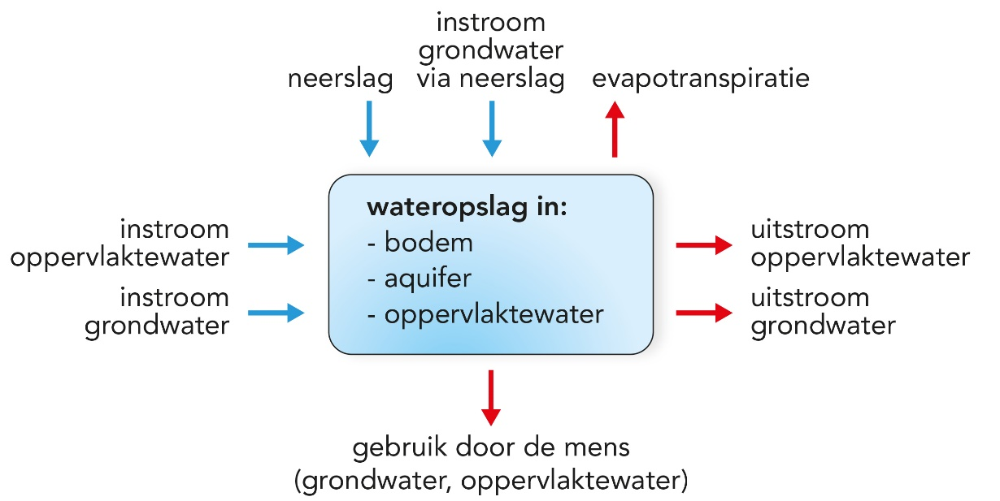 instroom
grondwater
neerslag via neerslag evapotranspiratie
wateropslag in:
- bodem
- aquifer
- oppervlaktewater
instroom
oppervlaktewater
instroom
grondwater
uitstroom
oppervlaktewater
uitstroom
grondwater
gebruik door de mens
(grondwater, oppervlaktewater)